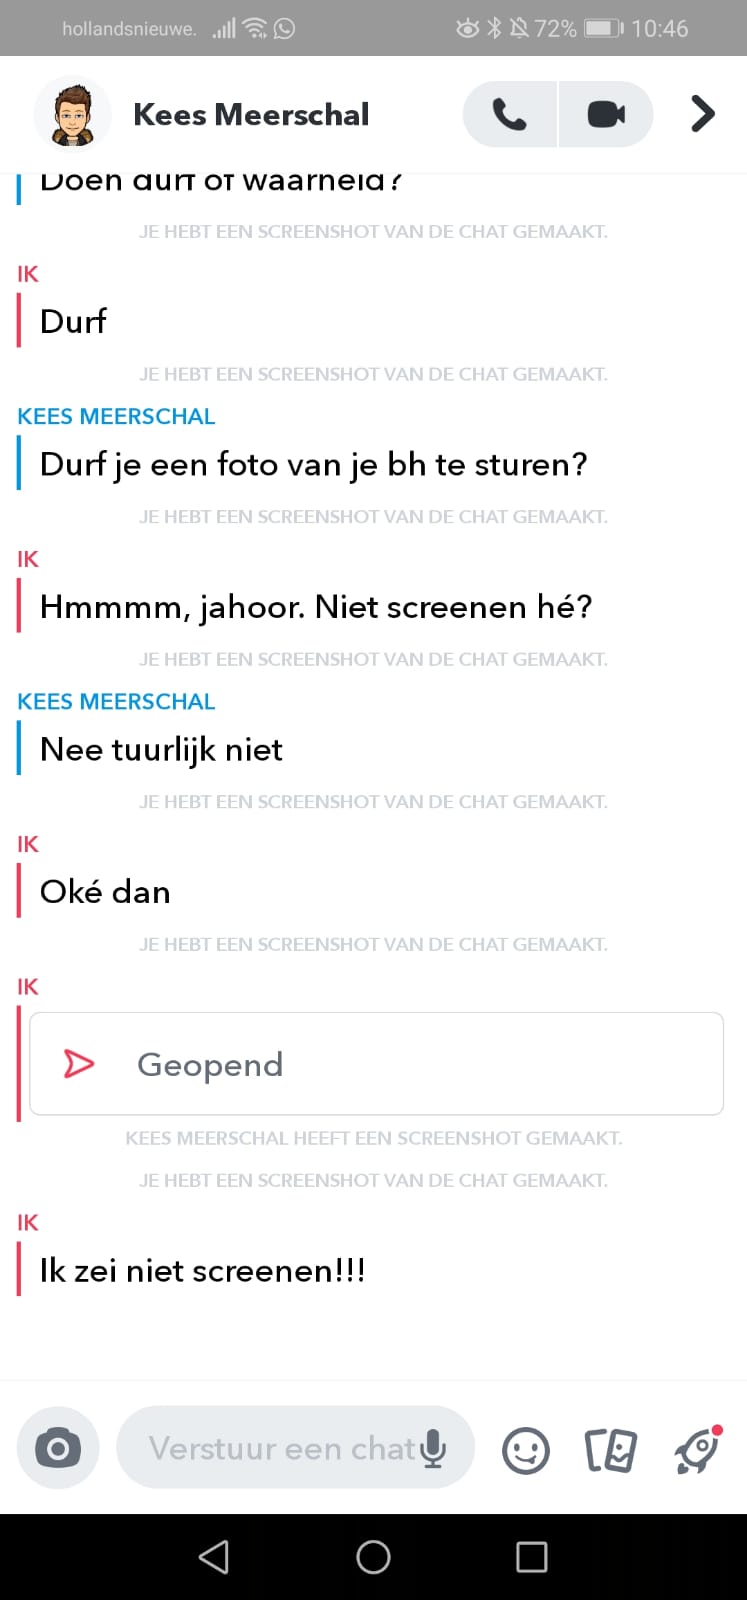 hollandsnieuwe. 72% 10:46
Kees Meerschal
Doen durf of waarheid?
JE HEBT EEN SCREENSHOT VAN DE CHAT GEMAAKT.
IK
Durf
JE HEBT EEN SCREENSHOT VAN DE CHAT GEMAAKT.
KEES MEERSCHAL
Durf je een foto van je bh te sturen?
JE HEBT EEN SCREENSHOT VAN DE CHAT GEMAAKT.
IK
Hmmmm, jahoor. Niet screenen hé?
JE HEBT EEN SCREENSHOT VAN DE CHAT GEMAAKT.
KEES MEERSCHAL
Nee tuurlijk niet
JE HEBT EEN SCREENSHOT VAN DE CHAT GEMAAKT.
IK
Oké dan
JE HEBT EEN SCREENSHOT VAN DE CHAT GEMAAKT.
IK
Geopend
KEES MEERSCHAL HEEFT EEN SCREENSHOT GEMAAKT.
JE HEBT EEN SCREENSHOT VAN DE CHAT GEMAAKT.
IK
Ik zei niet screenen!!!
Verstuur een chat